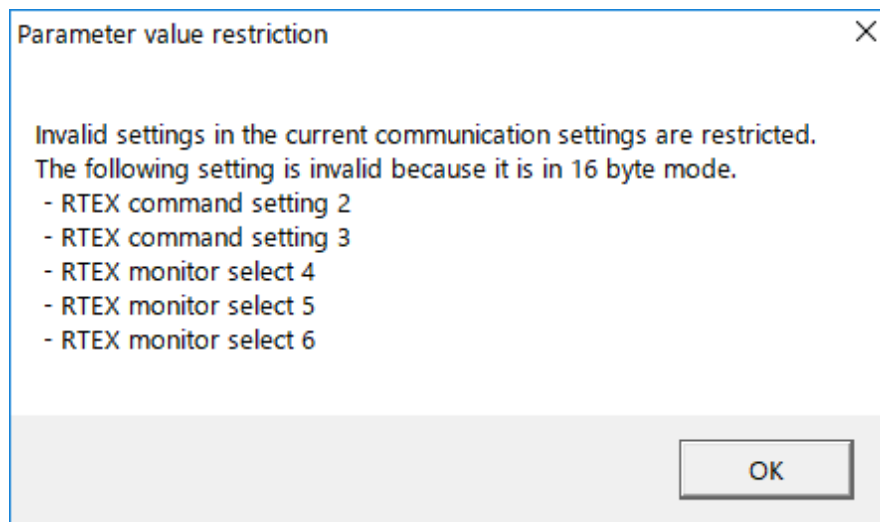 Parameter value restriction
Invalid settings in the current communication settings are restricted.
The following setting is invalid because it is in 16 byte mode.
- RTEX command setting 2
- RTEX command setting 3
- RTEX monitor select 4
- RTEX monitor select 5
- RTEX monitor select 6
OK